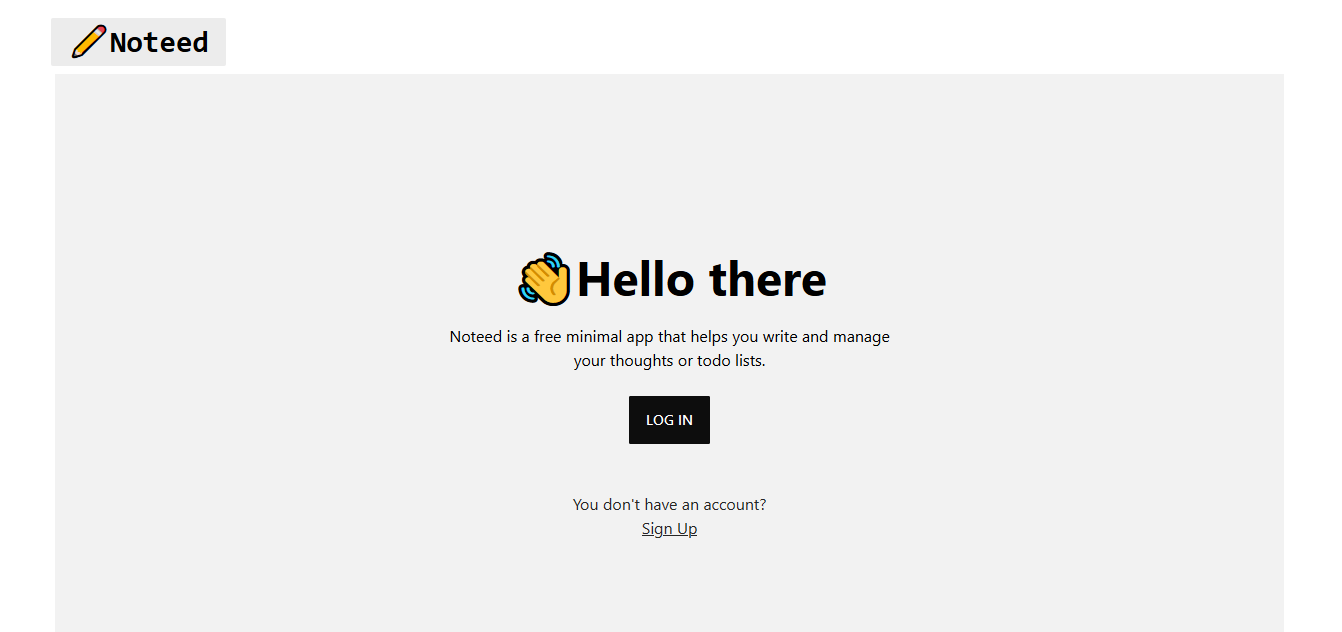 Noteed
Hello there
Noteed is a free minimal app that helps you write and manage
your thoughts or todo lists.
LOG IN
You don't have an account?
Sign Up